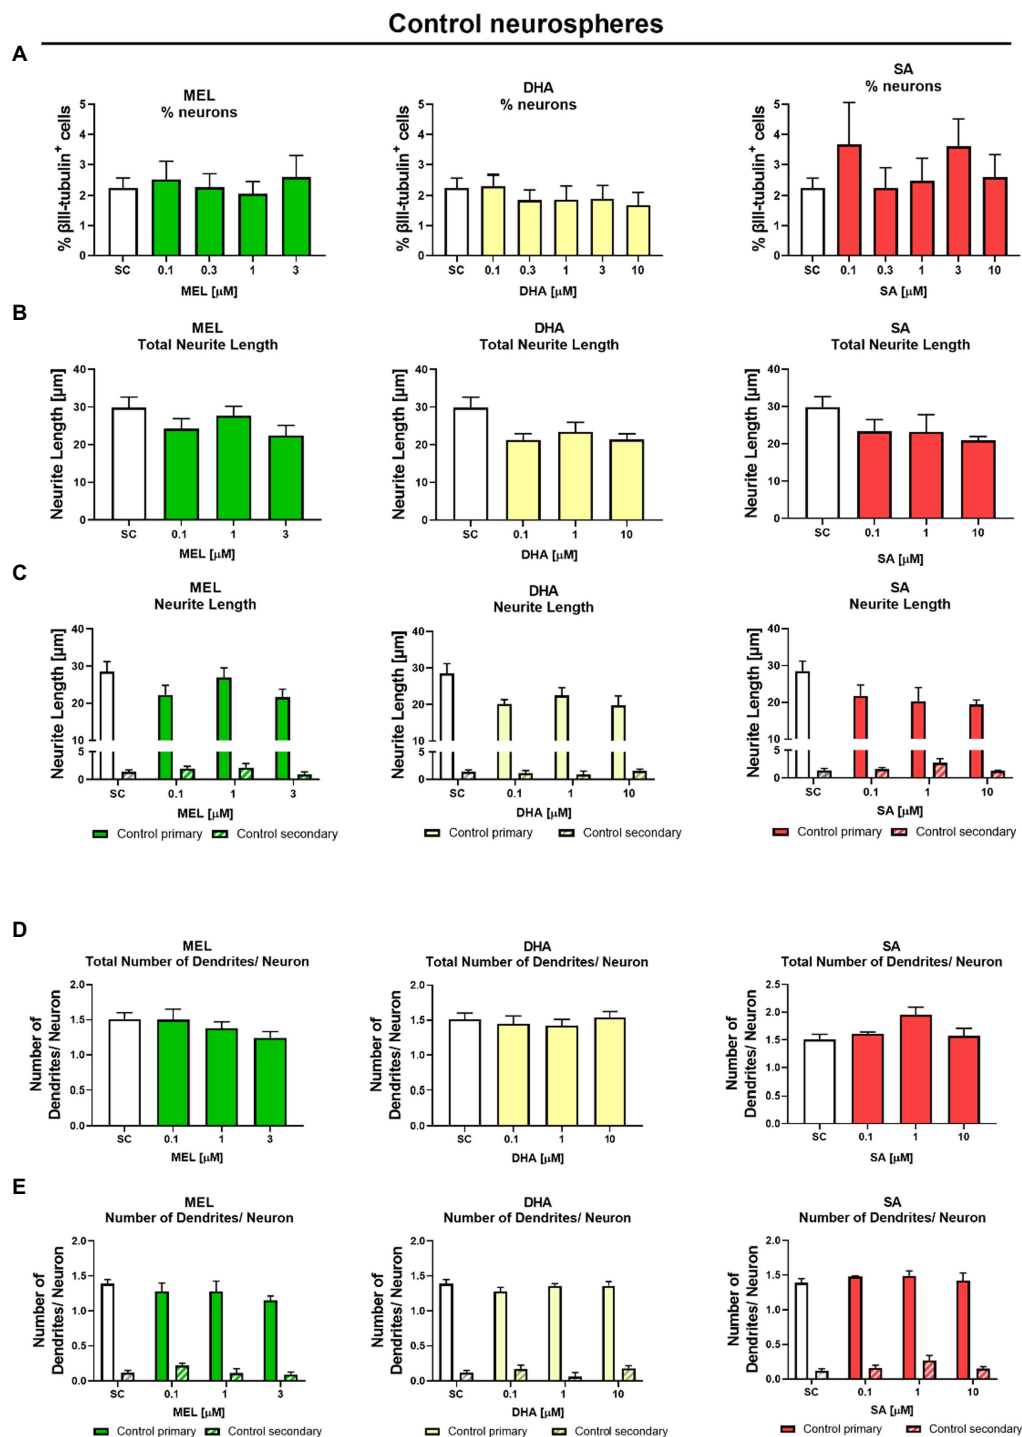 Control neurospheres
A
MEL
% neurons
% βIII-tubulin+ cells
5
4
3
2
1
0
SC 0.1 0.3 1 3
MEL [µM]
DHA
% neurons
% βIII-tubulin+ cells
5
4
3
2
1
0
SC 0.1 0.3 1 3 10
DHA [µM]
SA
% neurons
% βIII-tubulin+ cells
5
4
3
2
1
0
SC 0.1 0.3 1 3 10
SA [µM]
B
MEL
Total Neurite Length
Neurite Length [µm]
40
30
20
10
0
SC 0.1 1 3
MEL [µM]
DHA
Total Neurite Length
Neurite Length [µm]
40
30
20
10
0
SC 0.1 1 10
DHA [µM]
SA
Total Neurite Length
Neurite Length [µm]
40
30
20
10
0
SC 0.1 1 10
SA [µM]
C
MEL
Neurite Length
Neurite Length [µm]
40
30
20
10
5
0
SC 0.1 1 3
MEL [µM]
Control primary Control secondary
DHA
Neurite Length
Neurite Length [µm]
40
30
20
10
5
0
SC 0.1 1 10
DHA [µM]
Control primary Control secondary
SA
Neurite Length
Neurite Length [µm]
40
30
20
10
5
0
SC 0.1 1 10
SA [µM]
Control primary Control secondary
D
MEL
Total Number of Dendrites/ Neuron
Number of
Dendrites/ Neuron
2.0
1.5
1.0
0.5
0.0
SC 0.1 1 3
MEL [µM]
DHA
Total Number of Dendrites/ Neuron
Number of
Dendrites/ Neuron
2.0
1.5
1.0
0.5
0.0
SC 0.1 1 10
DHA [µM]
SA
Total Number of Dendrites/ Neuron
Number of
Dendrites/ Neuron
2.5
2.0
1.5
1.0
0.5
0.0
SC 0.1 1 10
SA [µM]
E
MEL
Number of Dendrites/ Neuron
Number of
Dendrites/ Neuron
2.0
1.5
1.0
0.5
0.0
SC 0.1 1 3
MEL [µM]
Control primary Control secondary
DHA
Number of Dendrites/ Neuron
Number of
Dendrites/ Neuron
2.0
1.5
1.0
0.5
0.0
SC 0.1 1 10
DHA [µM]
Control primary Control secondary
SA
Number of Dendrites/ Neuron
Number of
Dendrites/ Neuron
2.0
1.5
1.0
0.5
0.0
SC 0.1 1 10
SA [µM]
Control primary Control secondary